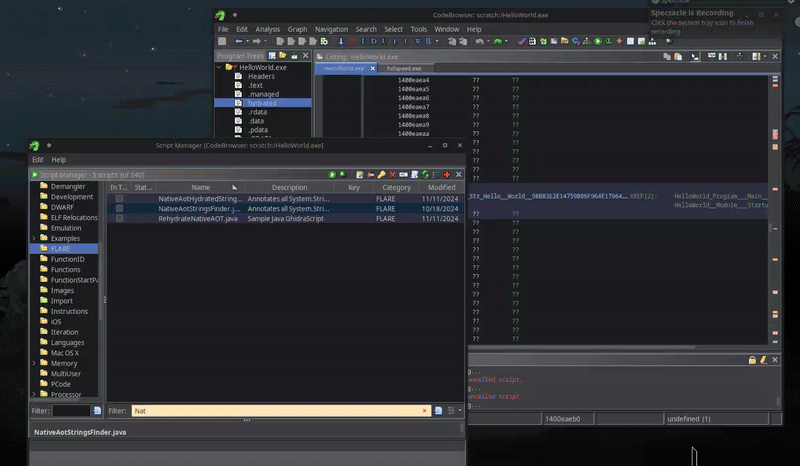 CodeBrowser: scratch:/HelloWorld.exe
Spectacle
Spectacle is Recording
Click the system tray icon to finish
recording
File Edit Analysis Graph Navigation Search Select Tools Window Help
I D U L F V B
Program Trees
HelloWorld.exe
Headers
.text
.managed
hydrated
.rdata
.data
.pdata
Listing: HelloWorld.exe
HelloWorld.exe
fullspeed.exe
1400eaea4 ?? ??
1400eaea5 ?? ??
1400eaea6 ?? ??
1400eaea7 ?? ??
1400eaea8 ?? ??
1400eaea9 ?? ??
1400eaeaa ?? ??
XREF[2]: HelloWorld_Program__Main__
HelloWorld__Module___Startu
?? ??
?? ??
?? ??
?? ??
?? ??
?? ??
?? ??
?? ??
?? ??
?? ??
?? ??
?? ??
?? ??
ancelled script.
ancelled script.
1400eaeb0
undefined (1)
Script Manager [CodeBrowser: scratch:/HelloWorld.exe]
Edit Help
Script Manager - 3 scripts (of 340)
Demangler
Development
DWARF
ELF Relocations
Emulation
Examples
FLARE
FunctionID
Functions
FunctionStartPa
Images
Import
Instructions
iOS
Iteration
Languages
Mac OS X
Memory
MultiUser
PCode
Processor
In T... Stat... Name Description Key Category Modified
NativeAotHydratedString... Annotates all System.Stri... FLARE 11/11/2024
NativeAotStringsFinder.j... Annotates all System.Stri... FLARE 10/18/2024
RehydrateNativeAOT.java Sample Java GhidraScript FLARE 11/11/2024
Filter:
Filter: Nat
NativeAotStringsFinder.java